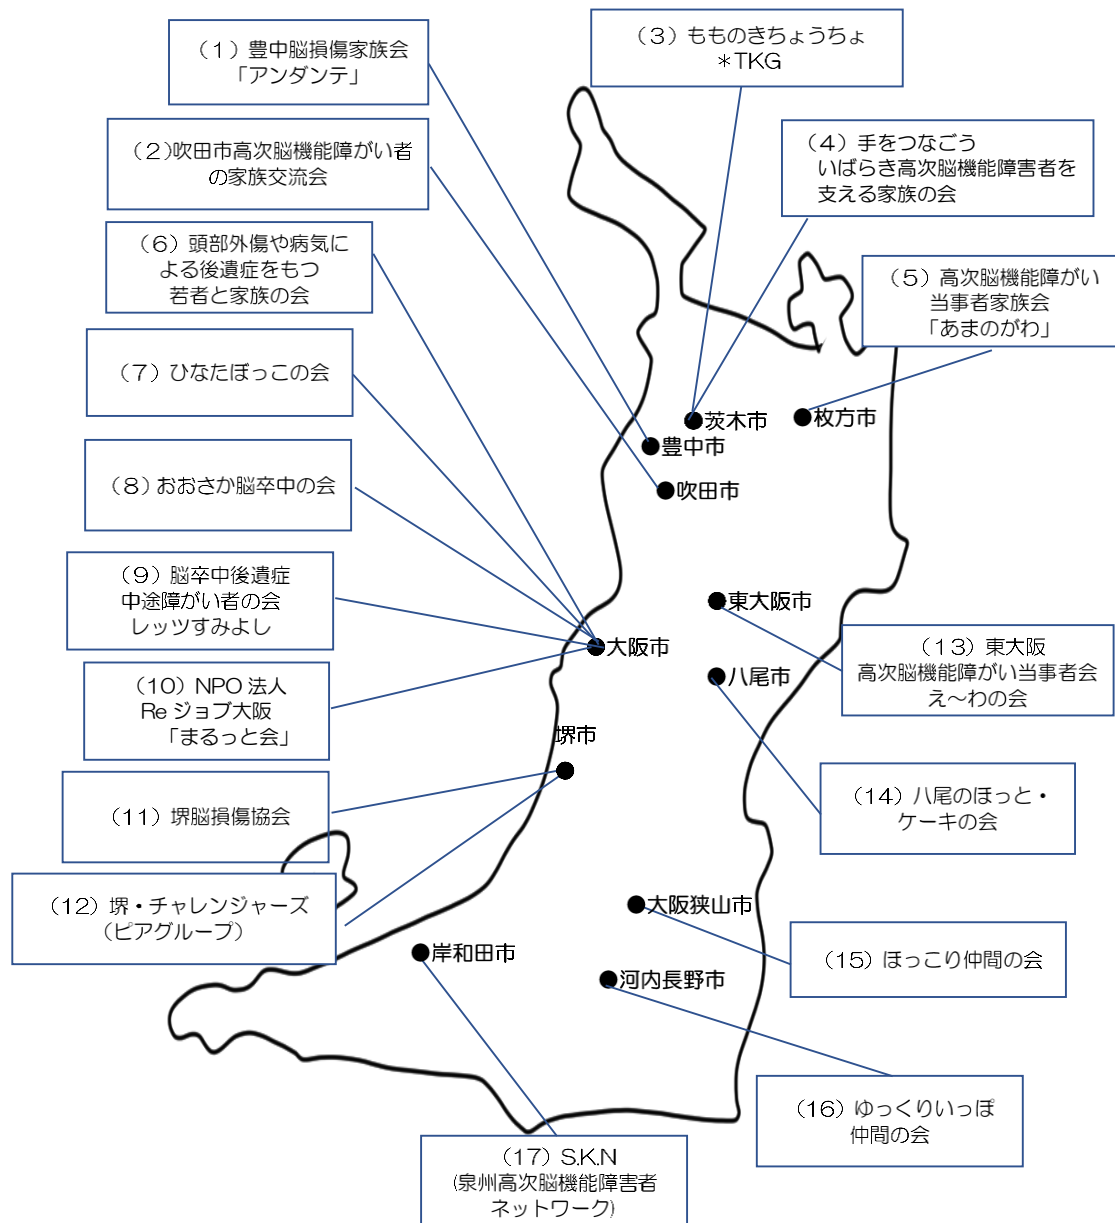 （１）豊中脳損傷家族会
「アンダンテ」
（２）吹田市高次脳機能障がい者
の家族交流会
（３）もものきちょうちょ
＊TKG
（４）手をつなごう
いばらき高次脳機能障害者を
支える家族の会
（５）高次脳機能障がい
当事者家族会
「あまのがわ」
（６）頭部外傷や病気に
よる後遺症をもつ
若者と家族の会
（７）ひなたぼっこの会
（８）おおさか脳卒中の会
（９）脳卒中後遺症
中途障がい者の会
レッツすみよし
（10）NPO 法人
Re ジョブ大阪
「まるっと会」
（11）堺脳損傷協会
（12）堺・チャレンジャーズ
（ピアグループ）
（13）東大阪
高次脳機能障がい当事者会
え～わの会
（14）八尾のほっと・
ケーキの会
（15）ほっこり仲間の会
（16）ゆっくりいっぽ
仲間の会
（17）S.K.N
(泉州高次脳機能障害者
ネットワーク)
茨木市
枚方市
豊中市
吹田市
東大阪市
大阪市
八尾市
堺市
大阪狭山市
岸和田市
河内長野市